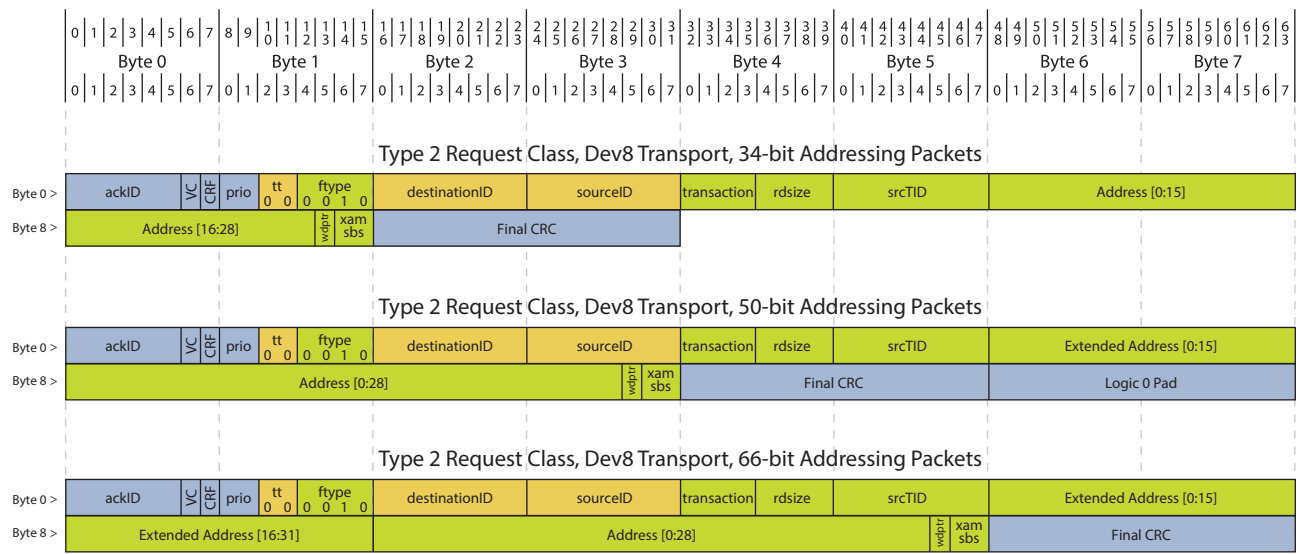 0 1 2 3 4 5 6 7 8 9 10 11 12 13 14 15 16 17 18 19 20 21 22 23 24 25 26 27 28 29 30 31 32 33 34 35 36 37 38 39 40 41 42 43 44 45 46 47 48 49 50 51 52 53 54 55 56 57 58 59 60 61 62 63
Byte 0 Byte 1 Byte 2 Byte 3 Byte 4 Byte 5 Byte 6 Byte 7
0 1 2 3 4 5 6 7 0 1 2 3 4 5 6 7 0 1 2 3 4 5 6 7 0 1 2 3 4 5 6 7 0 1 2 3 4 5 6 7 0 1 2 3 4 5 6 7 0 1 2 3 4 5 6 7 0 1 2 3 4 5 6 7
Type 2 Request Class, Dev8 Transport, 34-bit Addressing Packets
Byte 0 > ackID VC CRF prio tt 0 0 ftype 0 0 1 0 destinationID sourceID transaction rdsize srcTID Address [0:15]
Byte 8 > Address [16:28] wdptr xam sbs Final CRC
Type 2 Request Class, Dev8 Transport, 50-bit Addressing Packets
Byte 0 > ackID VC CRF prio tt 0 0 ftype 0 0 1 0 destinationID sourceID transaction rdsize srcTID Extended Address [0:15]
Byte 8 > Address [0:28] wdptr xam sbs Final CRC Logic 0 Pad
Type 2 Request Class, Dev8 Transport, 66-bit Addressing Packets
Byte 0 > ackID VC CRF prio tt 0 0 ftype 0 0 1 0 destinationID sourceID transaction rdsize srcTID Extended Address [0:15]
Byte 8 > Extended Address [16:31] Address [0:28] wdptr xam sbs Final CRC